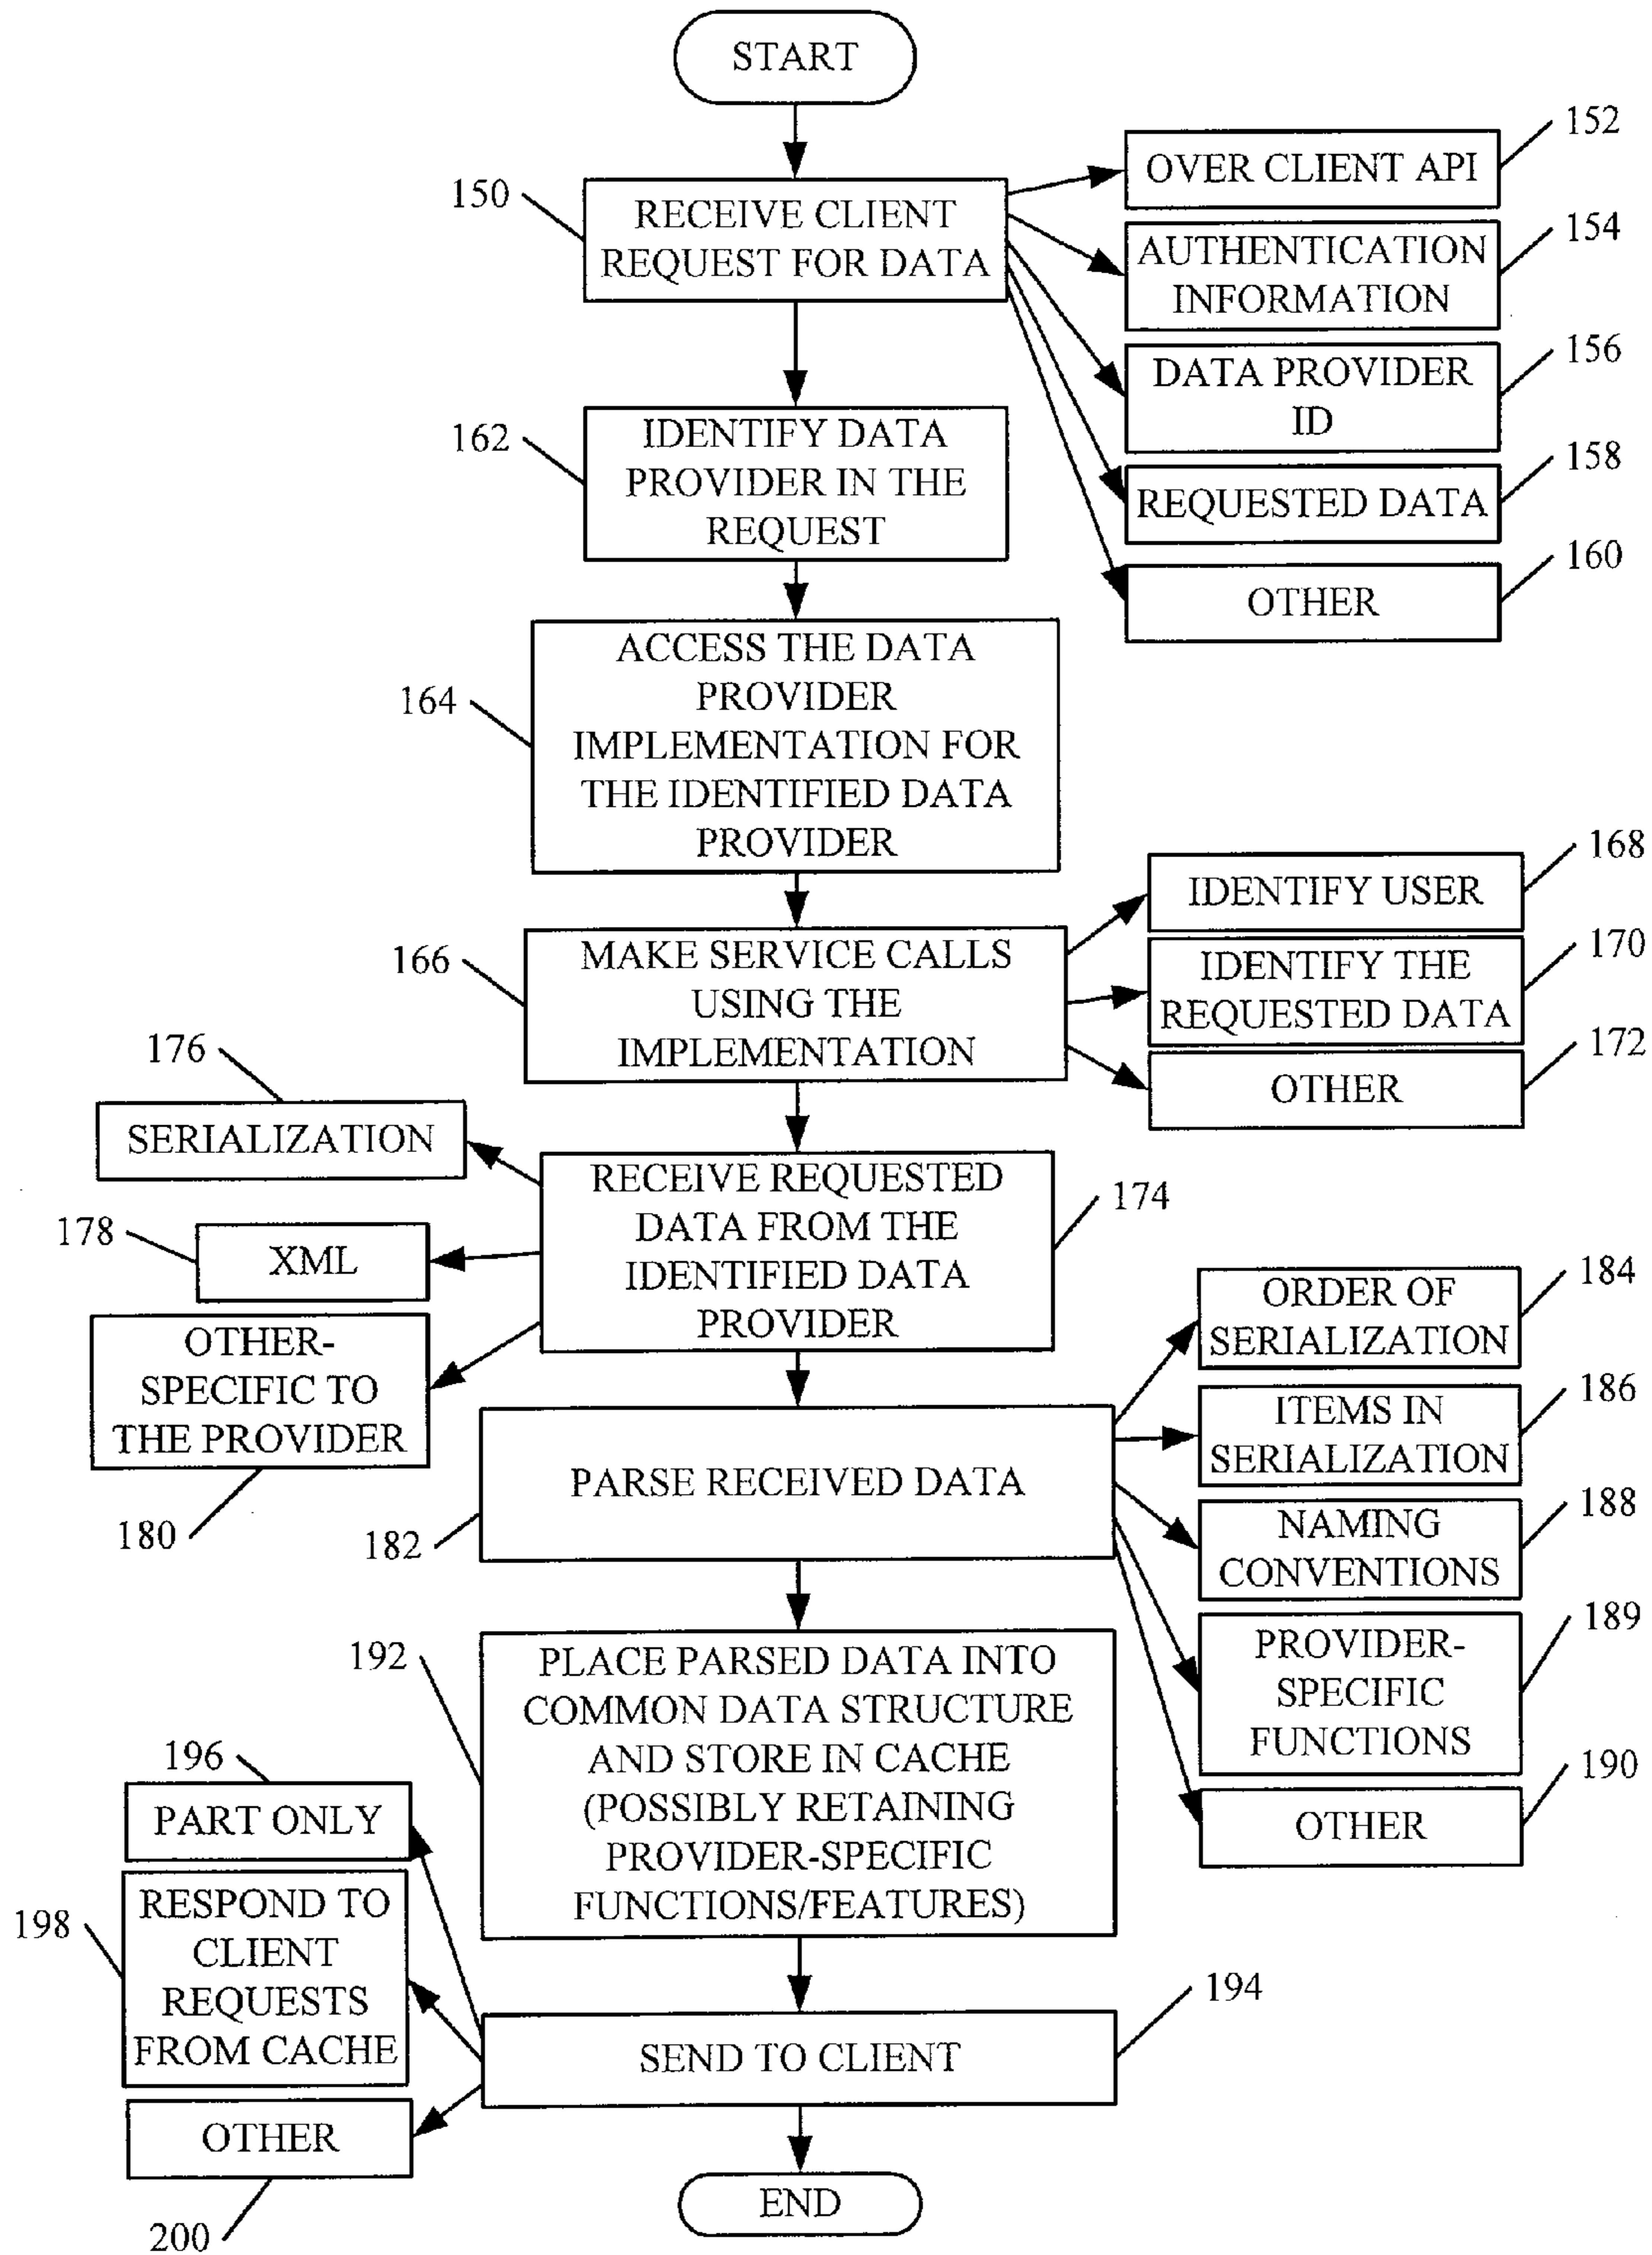 START
152
OVER CLIENT API
150
RECEIVE CLIENT
REQUEST FOR DATA
154
AUTHENTICATION
INFORMATION
156
DATA PROVIDER
ID
162
IDENTIFY DATA
PROVIDER IN THE
REQUEST
158
REQUESTED DATA
160
OTHER
164
ACCESS THE DATA
PROVIDER
IMPLEMENTATION FOR
THE IDENTIFIED DATA
PROVIDER
168
IDENTIFY USER
166
MAKE SERVICE CALLS
USING THE
IMPLEMENTATION
170
IDENTIFY THE
REQUESTED DATA
172
OTHER
176
SERIALIZATION
174
RECEIVE REQUESTED
DATA FROM THE
IDENTIFIED DATA
PROVIDER
178
XML
OTHER-
SPECIFIC TO
THE PROVIDER
180
184
ORDER OF
SERIALIZATION
186
ITEMS IN
SERIALIZATION
PARSE RECEIVED DATA
182
188
NAMING
CONVENTIONS
189
PROVIDER-
SPECIFIC
FUNCTIONS
190
OTHER
192
PLACE PARSED DATA INTO
COMMON DATA STRUCTURE
AND STORE IN CACHE
(POSSIBLY RETAINING
PROVIDER-SPECIFIC
FUNCTIONS/FEATURES)
196
PART ONLY
198
RESPOND TO
CLIENT
REQUESTS
FROM CACHE
194
SEND TO CLIENT
OTHER
200
END